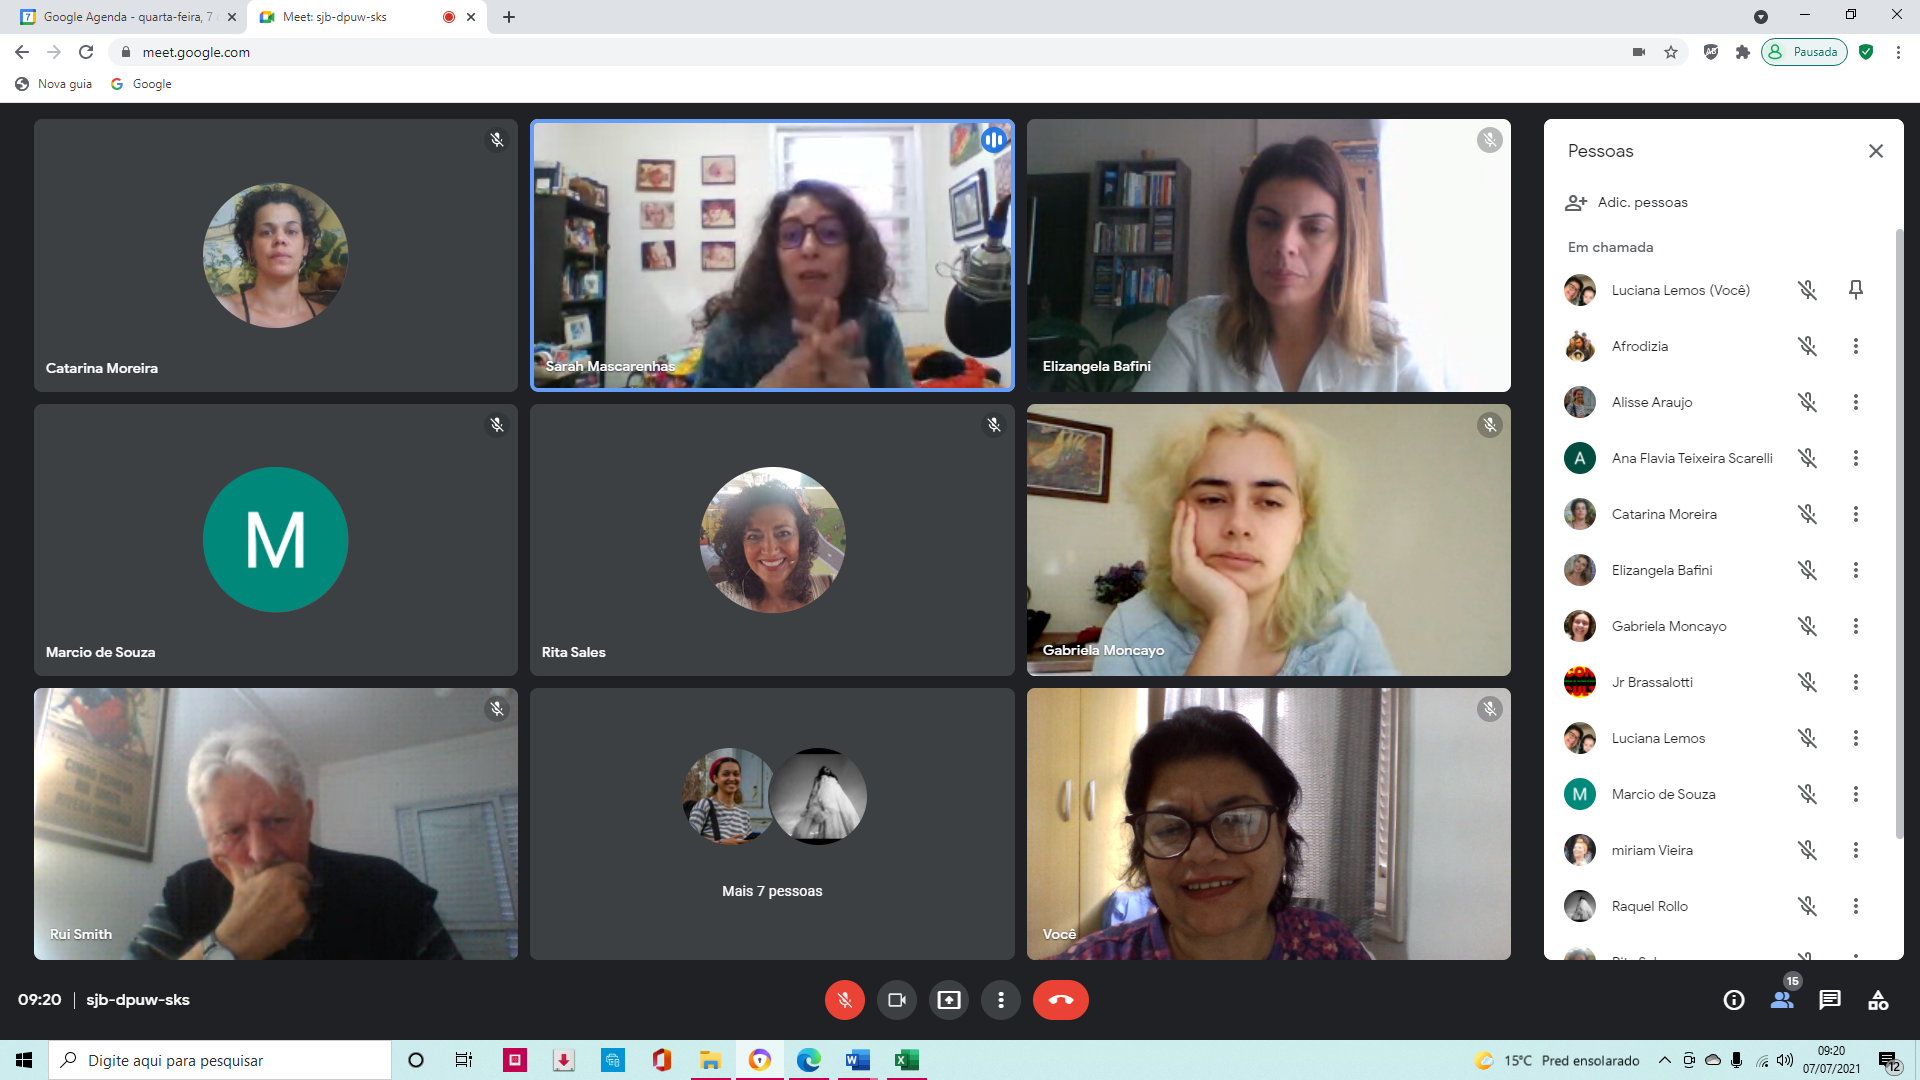 Google Agenda - quarta-feira, 7
Meet: sjb-dpuw-sks
meet.google.com
Pausada
Nova guia
Google
Catarina Moreira
Sarah Mascarenhas
Elizangela Bafini
M
Marcio de Souza
Rita Sales
Gabriela Moncayo
Rui Smith
Mais 7 pessoas
Você
Pessoas
Adic. pessoas
Em chamada
Luciana Lemos (Você)
Afrodizia
Alisse Araujo
A
Ana Flavia Teixeira Scarelli
Catarina Moreira
Elizangela Bafini
Gabriela Moncayo
Jr Brassalotti
Luciana Lemos
M
Marcio de Souza
miriam Vieira
Raquel Rollo
09:20 | sjb-dpuw-sks
15
Digite aqui para pesquisar
15°C Pred ensolarado
09:20
07/07/2021
12